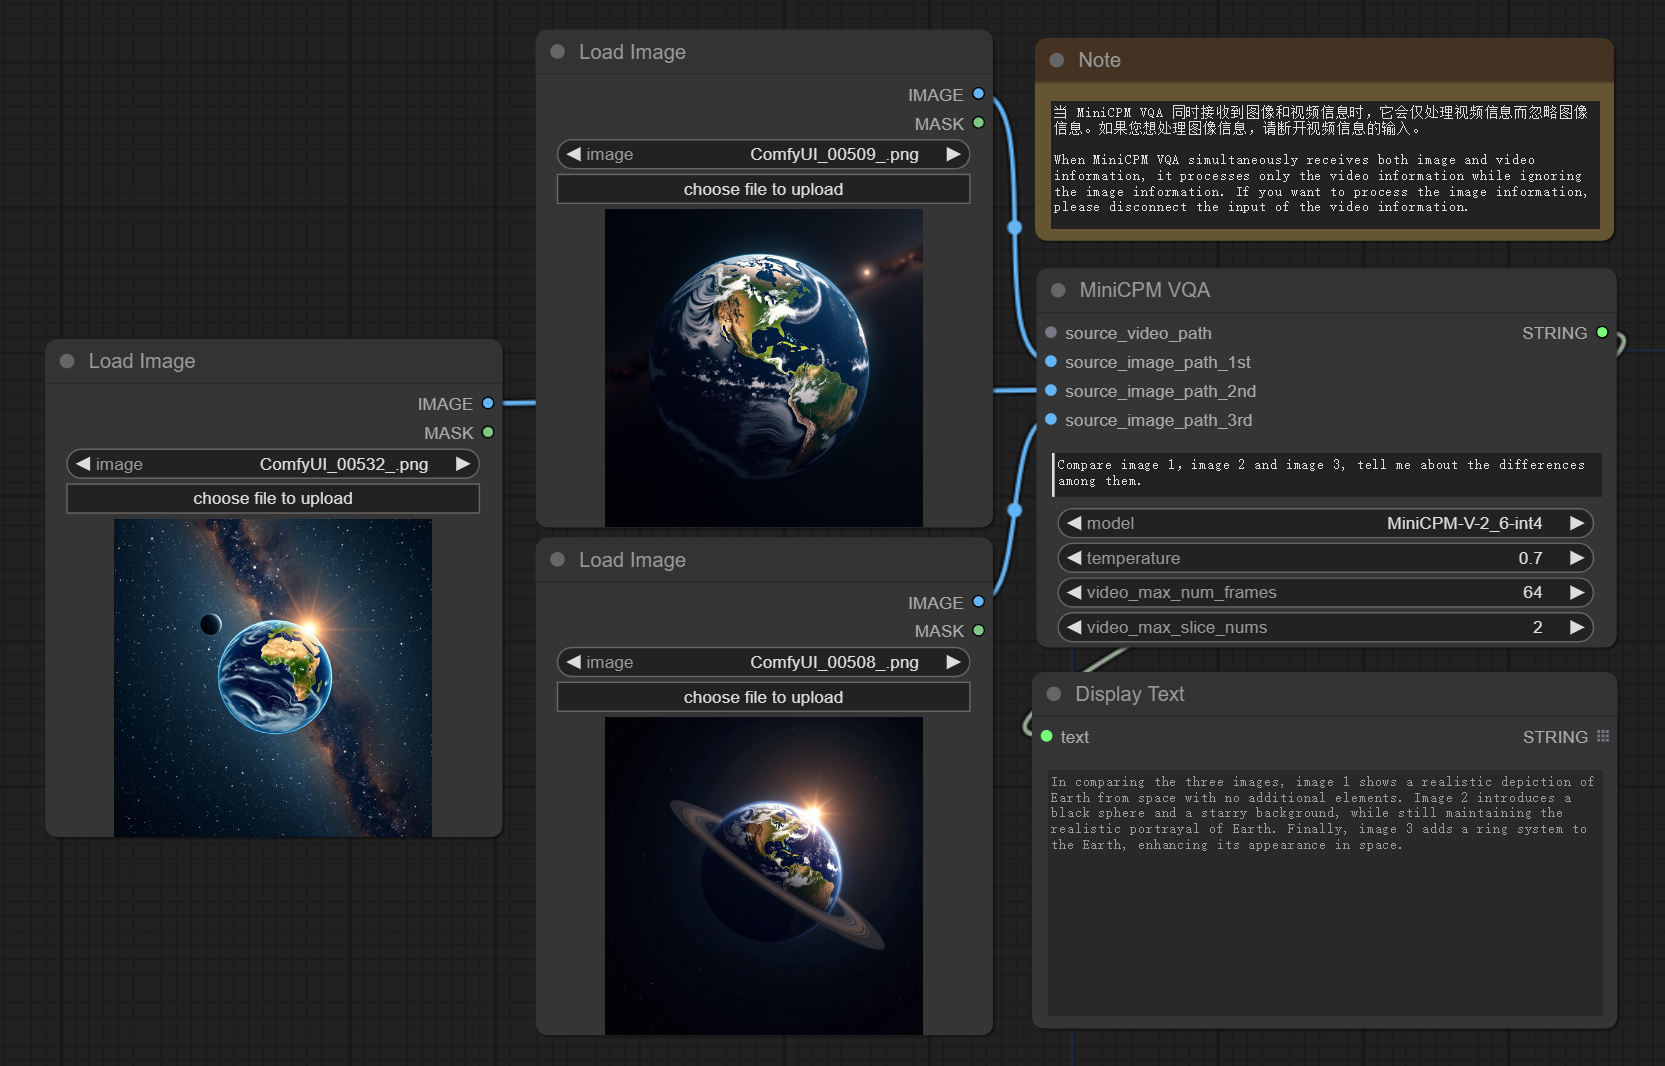 Load Image
IMAGE
MASK
image ComfyUI_00532_.png
choose file to upload
Load Image
IMAGE
MASK
image ComfyUI_00509_.png
choose file to upload
Load Image
IMAGE
MASK
image ComfyUI_00508_.png
choose file to upload
Note
当 MiniCPM VQA 同时接收到图像和视频信息时，它会仅处理视频信息而忽略图像
信息。如果您想处理图像信息，请断开视频信息的输入。
When MiniCPM VQA simultaneously receives both image and video
information, it processes only the video information while ignoring
the image information. If you want to process the image information,
please disconnect the input of the video information.
MiniCPM VQA
source_video_path STRING
source_image_path_1st
source_image_path_2nd
source_image_path_3rd
Compare image 1, image 2 and image 3, tell me about the differences
among them.
model MiniCPM-V-2_6-int4
temperature 0.7
video_max_num_frames 64
video_max_slice_nums 2
Display Text
text STRING
In comparing the three images, image 1 shows a realistic depiction of
Earth from space with no additional elements. Image 2 introduces a
black sphere and a starry background, while still maintaining the
realistic portrayal of Earth. Finally, image 3 adds a ring system to
the Earth, enhancing its appearance in space.